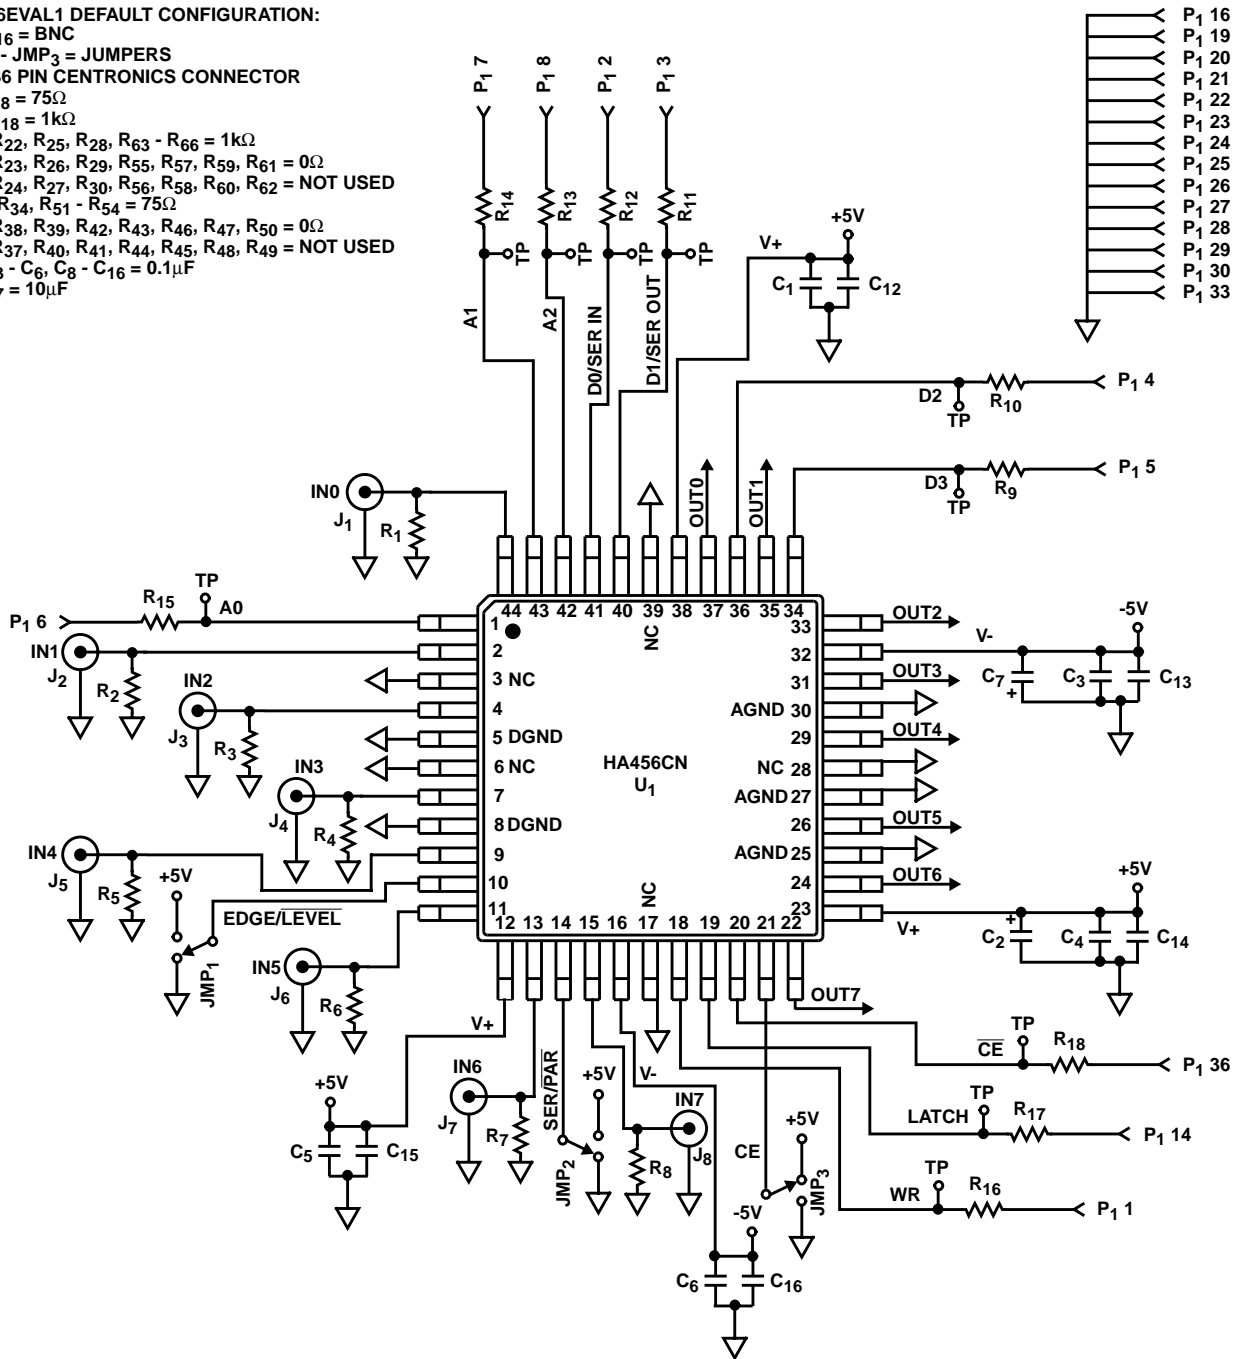 6EVAL1 DEFAULT CONFIGURATION:
16 = BNC
- JMP3 = JUMPERS
36 PIN CENTRONICS CONNECTOR
8 = 75Ω
18 = 1kΩ
R22, R25, R28, R63 - R66 = 1kΩ
R23, R26, R29, R55, R57, R59, R61 = 0Ω
R24, R27, R30, R56, R58, R60, R62 = NOT USED
R34, R51 - R54 = 75Ω
R38, R39, R42, R43, R46, R47, R50 = 0Ω
R37, R40, R41, R44, R45, R48, R49 = NOT USED
- C6, C8 - C16 = 0.1µF
= 10µF
P1 7
P1 8
P1 2
P1 3
R14
R13
R12
R11
TP
TP
TP
TP
A1
A2
D0/SER IN
D1/SER OUT
P1 16
P1 19
P1 20
P1 21
P1 22
P1 23
P1 24
P1 25
P1 26
P1 27
P1 28
P1 29
P1 30
P1 33
+5V
V+
C1
C12
D2
TP
R10
P1 4
D3
TP
R9
P1 5
OUT0
OUT1
IN0
J1
R1
P1 6
R15
TP
A0
IN1
J2
R2
IN2
J3
R3
IN3
J4
R4
IN4
J5
R5
+5V
JMP1
EDGE/LEVEL
IN5
J6
R6
44 43 42 41 40 39 38 37 36 35 34
NC
1
2
3 NC
4
5 DGND
6 NC
7
8 DGND
9
10
11
HA456CN
U1
33
32
31
AGND 30
29
NC 28
AGND 27
26
AGND 25
24
23
NC
12 13 14 15 16 17 18 19 20 21 22
OUT2
V-
-5V
C7
+
C3
C13
OUT3
OUT4
OUT5
OUT6
+5V
V+
+
C2
C4
C14
OUT7
V+
+5V
C5
C15
IN6
J7
R7
SER/PAR
+5V
JMP2
V-
IN7
R8
J8
CE
+5V
JMP3
-5V
C6
C16
CE
TP
R18
P1 36
LATCH
TP
R17
P1 14
WR
TP
R16
P1 1